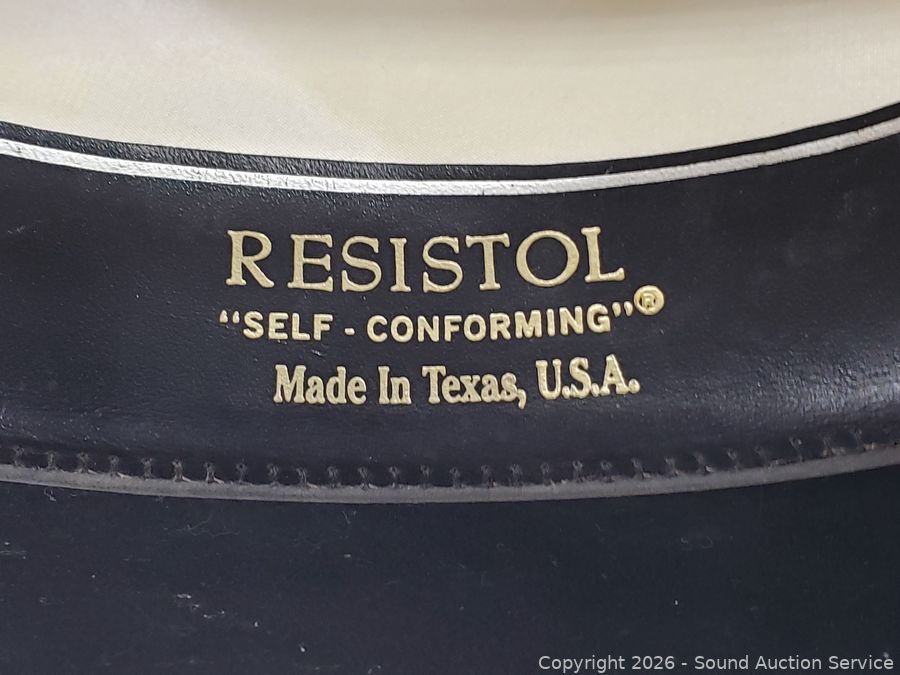 RESISTOL
"SELF - CONFORMING"®
Made In Texas, U.S.A.
Copyright 2026 - Sound Auction Service